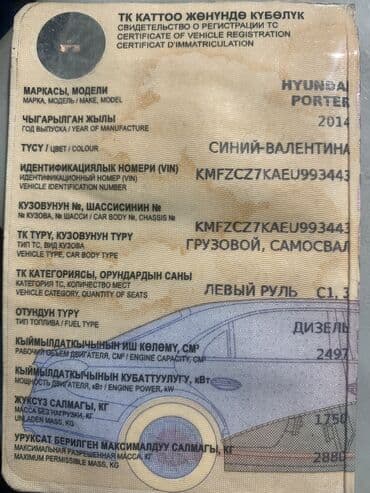 ТК КАТТОО ЖӨНҮНДӨ КҮБӨЛҮК
СВИДЕТЕЛЬСТВО О РЕГИСТРАЦИИ ТС
CERTIFICATE OF VEHICLE REGISTRATION
CERTIFICAT D'IMMATRICULATION
МАРКАСЫ, МОДЕЛИ
МАРКА, МОДЕЛЬ / MAKE, MODEL
HYUNDAI
PORTER
ЧЫГАРЫЛГАН ЖЫЛЫ
ГОД ВЫПУСКА / YEAR OF MANUFACTURE
2014
ТҮСҮ / ЦВЕТ / COLOUR
СИНИЙ-ВАЛЕНТИНА
ИДЕНТИФИКАЦИЯЛЫК НОМЕРИ (VIN)
ИДЕНТИФИКАЦИОННЫЙ НОМЕР (VIN)
VEHICLE IDENTIFICATION NUMBER
KMFZCZ7KAEU993443
КУЗОВУНУН №, ШАССИСИНИН №
№ КУЗОВА, № ШАССИ / CAR BODY №, CHASSIS №
KMFZCZ7KAEU993443
ТК ТҮРҮ, КУЗОВУНУН ТҮРҮ
ТИП ТС, ВИД КУЗОВА
VEHICLE TYPE, CAR BODY TYPE
ГРУЗОВОЙ, САМОСВАЛ
ТК КАТЕГОРИЯСЫ, ОРУНДАРДЫН САНЫ
КАТЕГОРИЯ ТС, КОЛИЧЕСТВО МЕСТ
VEHICLE CATEGORY, QUANTITY OF SEATS
ЛЕВЫЙ РУЛЬ C1, 3
ОТУНДУН ТҮРҮ
ТИП ТОПЛИВА / FUEL TYPE
ДИЗЕЛЬ
КЫЙМЫЛДАТКЫЧЫНЫН ИШ КӨЛӨМҮ, СМ³
РАБОЧИЙ ОБЪЕМ ДВИГАТЕЛЯ, СМ³ / ENGINE CAPACITY, CM³
2497
КЫЙМЫЛДАТКЫЧЫНЫН КУБАТТУУЛУГУ, кВт
МОЩНОСТЬ ДВИГАТЕЛЯ, кВт / ENGINE POWER, kW
ЖҮКСҮЗ САЛМАГЫ, КГ
МАССА БЕЗ НАГРУЗКИ, КГ
UNLADEN MASS, KG
1750
УРУКСАТ БЕРИЛГЕН МАКСИМАЛДУУ САЛМАГЫ, КГ
МАКСИМАЛЬНАЯ РАЗРЕШЕННАЯ МАССА, КГ
MAXIMUM PERMISSIBLE MASS, KG
2880